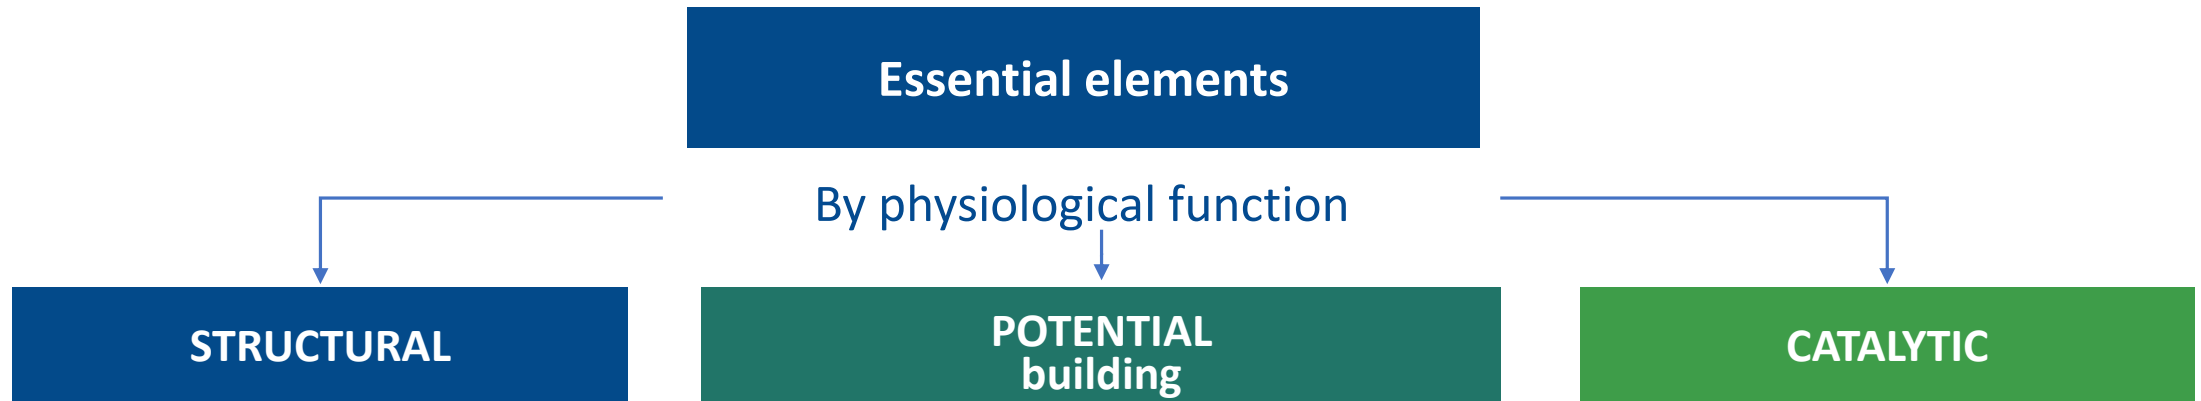 Essential elements
By physiological function
STRUCTURAL
POTENTIAL
building
CATALYTIC